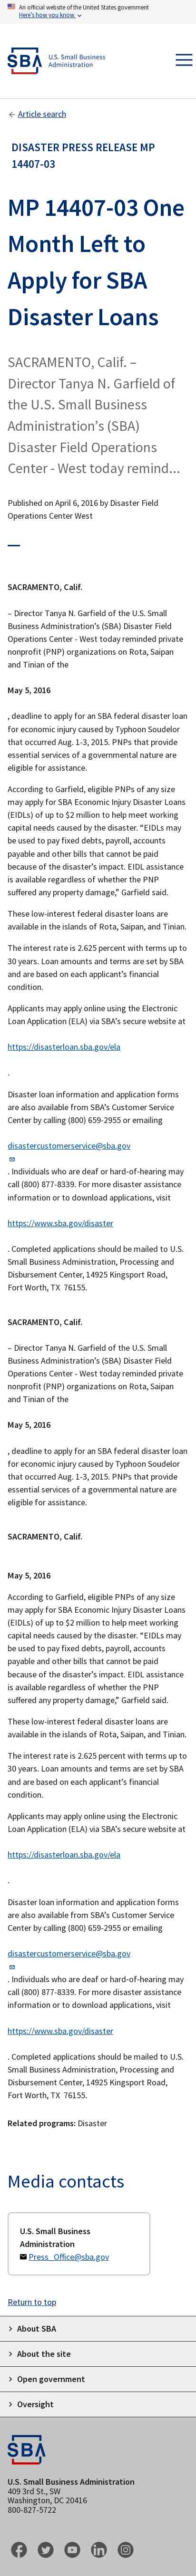 An official website of the United States government
Here's how you know
SBA
U.S. Small Business
Administration
Article search
DISASTER PRESS RELEASE MP
14407-03
MP 14407-03 One
Month Left to
Apply for SBA
Disaster Loans
SACRAMENTO, Calif. –
Director Tanya N. Garfield of
the U.S. Small Business
Administration's (SBA)
Disaster Field Operations
Center - West today remind...
Published on April 6, 2016 by Disaster Field
Operations Center West
SACRAMENTO, Calif.
– Director Tanya N. Garfield of the U.S. Small
Business Administration's (SBA) Disaster Field
Operations Center - West today reminded private
nonprofit (PNP) organizations on Rota, Saipan
and Tinian of the
May 5, 2016
, deadline to apply for an SBA federal disaster loan
for economic injury caused by Typhoon Soudelor
that occurred Aug. 1-3, 2015. PNPs that provide
essential services of a governmental nature are
eligible for assistance.
According to Garfield, eligible PNPs of any size
may apply for SBA Economic Injury Disaster Loans
(EIDLs) of up to $2 million to help meet working
capital needs caused by the disaster. “EIDLs may
be used to pay fixed debts, payroll, accounts
payable and other bills that cannot be paid
because of the disaster's impact. EIDL assistance
is available regardless of whether the PNP
suffered any property damage,” Garfield said.
These low-interest federal disaster loans are
available in the islands of Rota, Saipan, and Tinian.
The interest rate is 2.625 percent with terms up to
30 years. Loan amounts and terms are set by SBA
and are based on each applicant's financial
condition.
Applicants may apply online using the Electronic
Loan Application (ELA) via SBA's secure website at
https://disasterloan.sba.gov/ela
.
Disaster loan information and application forms
are also available from SBA's Customer Service
Center by calling (800) 659-2955 or emailing
disastercustomerservice@sba.gov
. Individuals who are deaf or hard-of-hearing may
call (800) 877-8339. For more disaster assistance
information or to download applications, visit
https://www.sba.gov/disaster
. Completed applications should be mailed to U.S.
Small Business Administration, Processing and
Disbursement Center, 14925 Kingsport Road,
Fort Worth, TX  76155.
SACRAMENTO, Calif.
– Director Tanya N. Garfield of the U.S. Small
Business Administration's (SBA) Disaster Field
Operations Center - West today reminded private
nonprofit (PNP) organizations on Rota, Saipan
and Tinian of the
May 5, 2016
, deadline to apply for an SBA federal disaster loan
for economic injury caused by Typhoon Soudelor
that occurred Aug. 1-3, 2015. PNPs that provide
essential services of a governmental nature are
eligible for assistance.
SACRAMENTO, Calif.
May 5, 2016
According to Garfield, eligible PNPs of any size
may apply for SBA Economic Injury Disaster Loans
(EIDLs) of up to $2 million to help meet working
capital needs caused by the disaster. “EIDLs may
be used to pay fixed debts, payroll, accounts
payable and other bills that cannot be paid
because of the disaster's impact. EIDL assistance
is available regardless of whether the PNP
suffered any property damage,” Garfield said.
These low-interest federal disaster loans are
available in the islands of Rota, Saipan, and Tinian.
The interest rate is 2.625 percent with terms up to
30 years. Loan amounts and terms are set by SBA
and are based on each applicant's financial
condition.
Applicants may apply online using the Electronic
Loan Application (ELA) via SBA's secure website at
https://disasterloan.sba.gov/ela
.
Disaster loan information and application forms
are also available from SBA's Customer Service
Center by calling (800) 659-2955 or emailing
disastercustomerservice@sba.gov
. Individuals who are deaf or hard-of-hearing may
call (800) 877-8339. For more disaster assistance
information or to download applications, visit
https://www.sba.gov/disaster
. Completed applications should be mailed to U.S.
Small Business Administration, Processing and
Disbursement Center, 14925 Kingsport Road,
Fort Worth, TX  76155.
Related programs: Disaster
Media contacts
U.S. Small Business
Administration
Press_Office@sba.gov
Return to top
About SBA
About the site
Open government
Oversight
SBA
U.S. Small Business Administration
409 3rd St., SW
Washington, DC 20416
800-827-5722